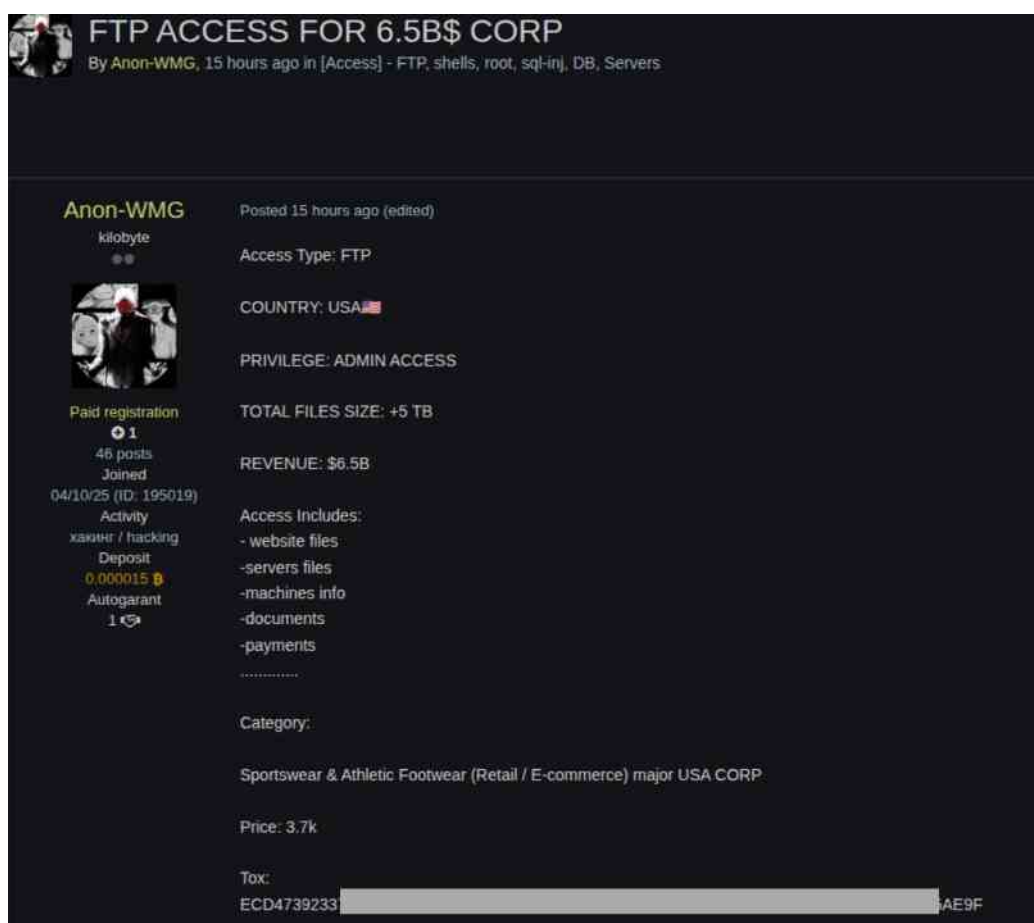 FTP ACCESS FOR 6.5B$ CORP
By Anon-WMG, 15 hours ago in [Access] - FTP, shells, root, sql-inj, DB, Servers
Anon-WMG
kilobyte
Paid registration
1
46 posts
Joined
04/10/25 (ID: 195019)
Activity
хакинг / hacking
Deposit
0.000015 ₿
Autogarant
1
Posted 15 hours ago (edited)
Access Type: FTP
COUNTRY: USA🇺🇸
PRIVILEGE: ADMIN ACCESS
TOTAL FILES SIZE: +5 TB
REVENUE: $6.5B
Access Includes:
- website files
-servers files
-machines info
-documents
-payments
.............
Category:
Sportswear & Athletic Footwear (Retail / E-commerce) major USA CORP
Price: 3.7k
Tox:
ECD4739233 AE9F